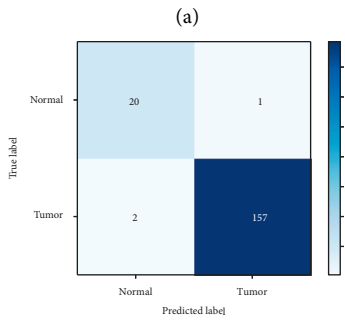 (a)
Normal
20
1
True label
Tumor
2
157
Normal
Tumor
Predicted label